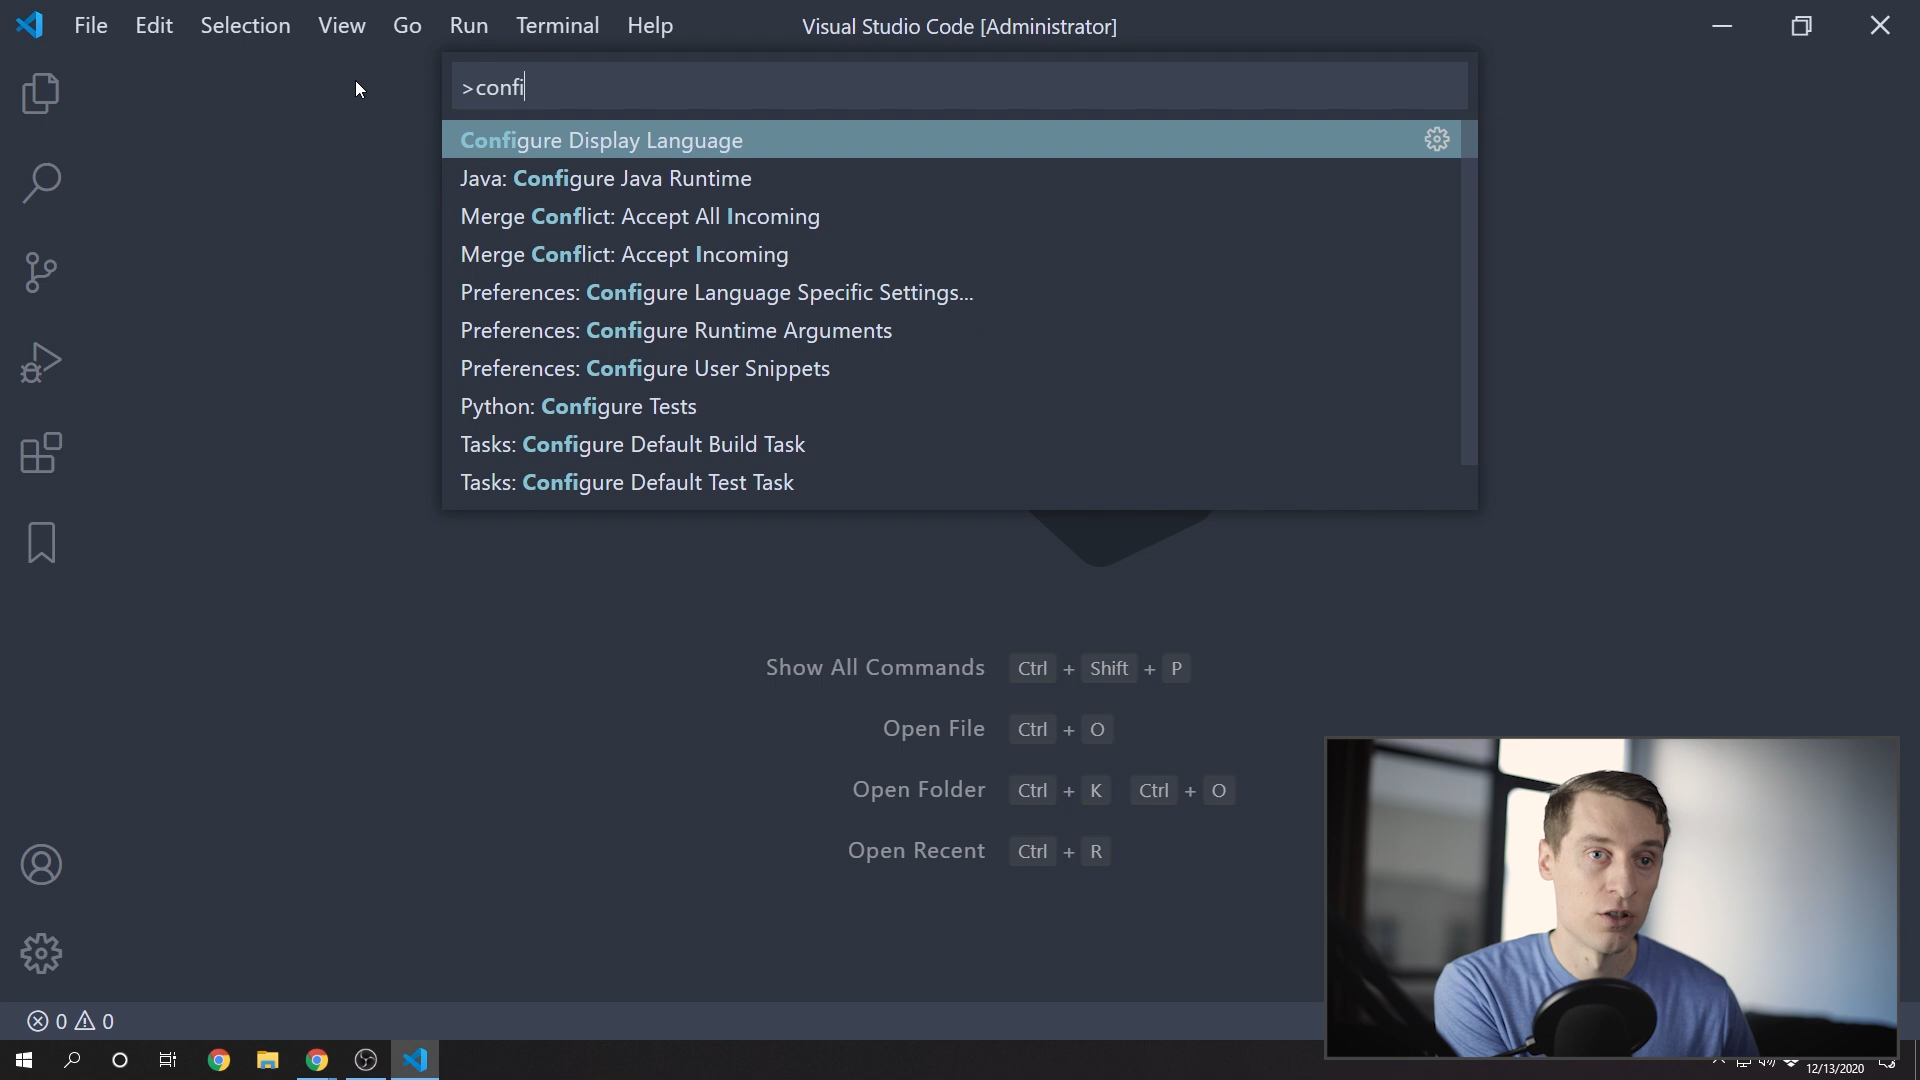 File Edit Selection View Go Run Terminal Help
Visual Studio Code [Administrator]
>confi
Configure Display Language
Java: Configure Java Runtime
Merge Conflict: Accept All Incoming
Merge Conflict: Accept Incoming
Preferences: Configure Language Specific Settings...
Preferences: Configure Runtime Arguments
Preferences: Configure User Snippets
Python: Configure Tests
Tasks: Configure Default Build Task
Tasks: Configure Default Test Task
Show All Commands Ctrl + Shift + P
Open File Ctrl + O
Open Folder Ctrl + K Ctrl + O
Open Recent Ctrl + R
0 0
12/13/2020